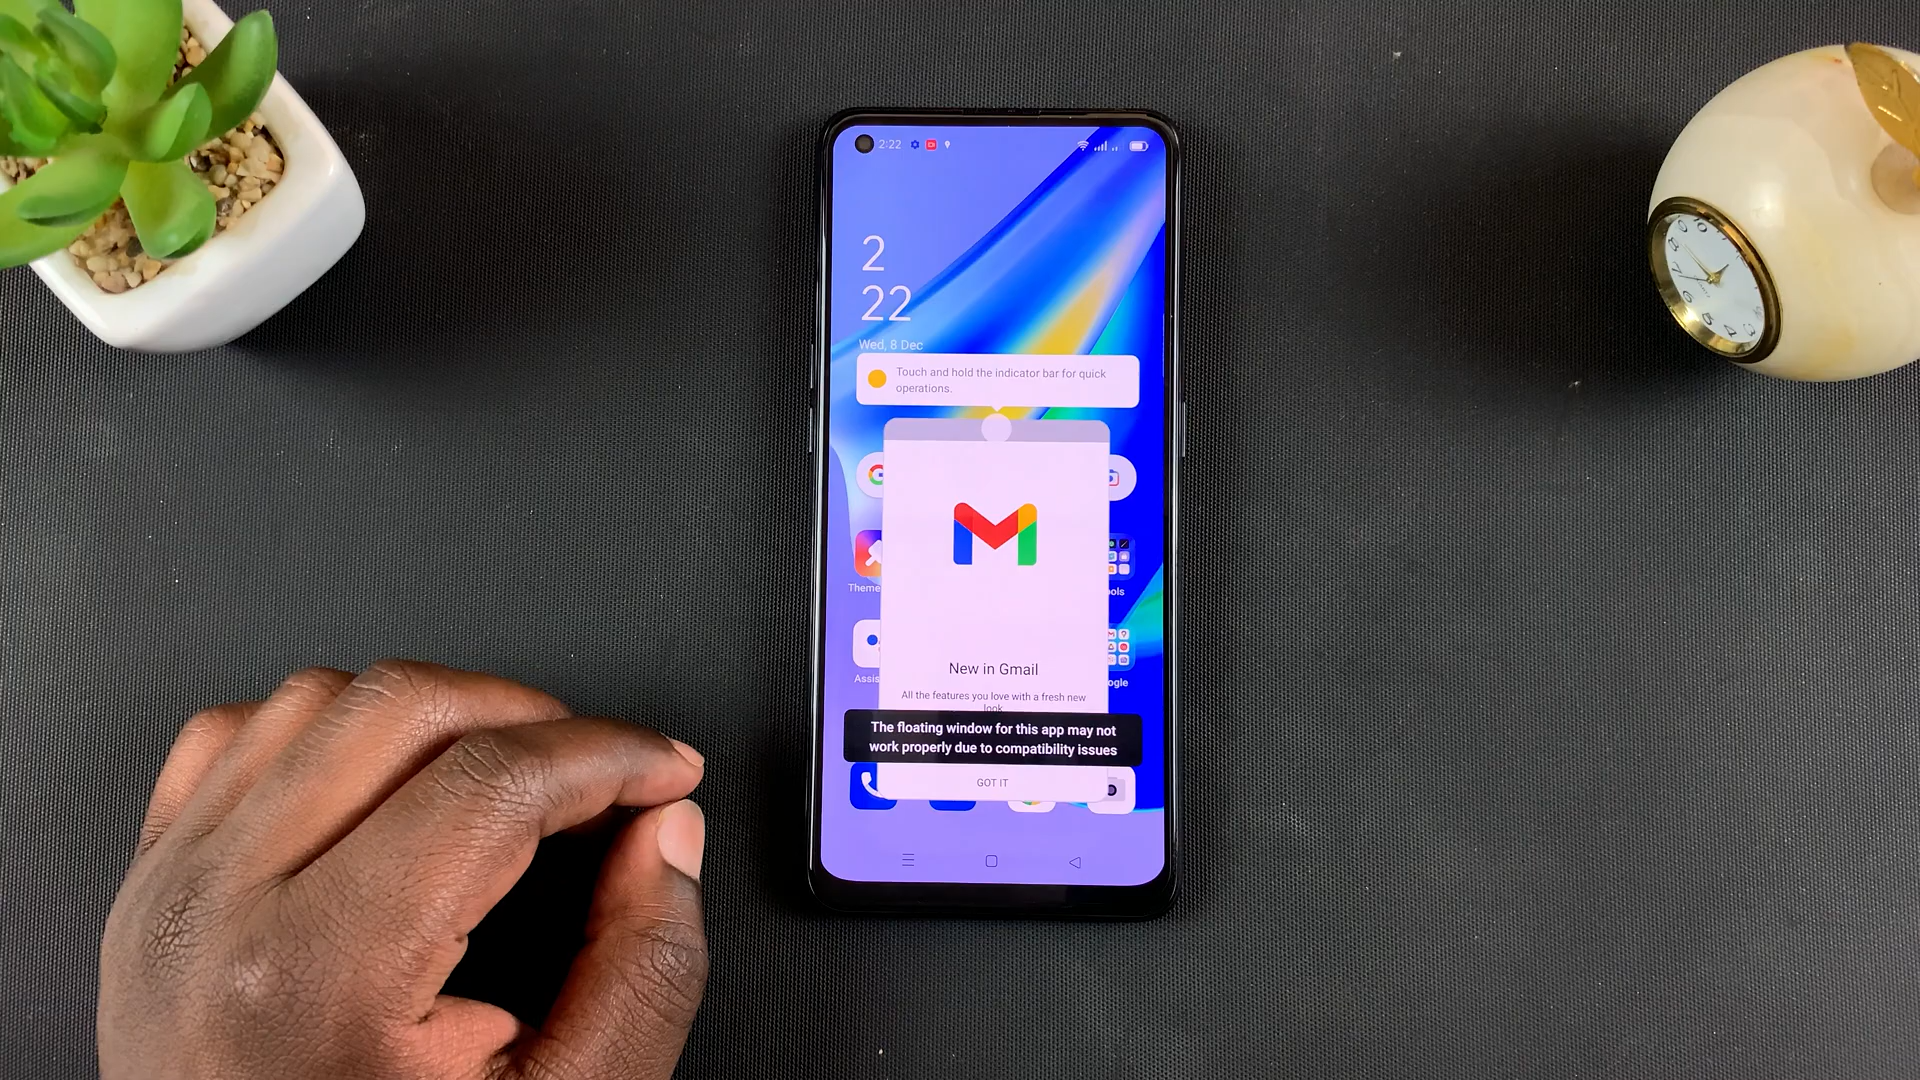 2:22
2
22
Wed, 8 Dec
Touch and hold the indicator bar for quick
operations.
Theme
ools
Assis
ogle
New in Gmail
All the features you love with a fresh new
look
The floating window for this app may not
work properly due to compatibility issues
GOT IT